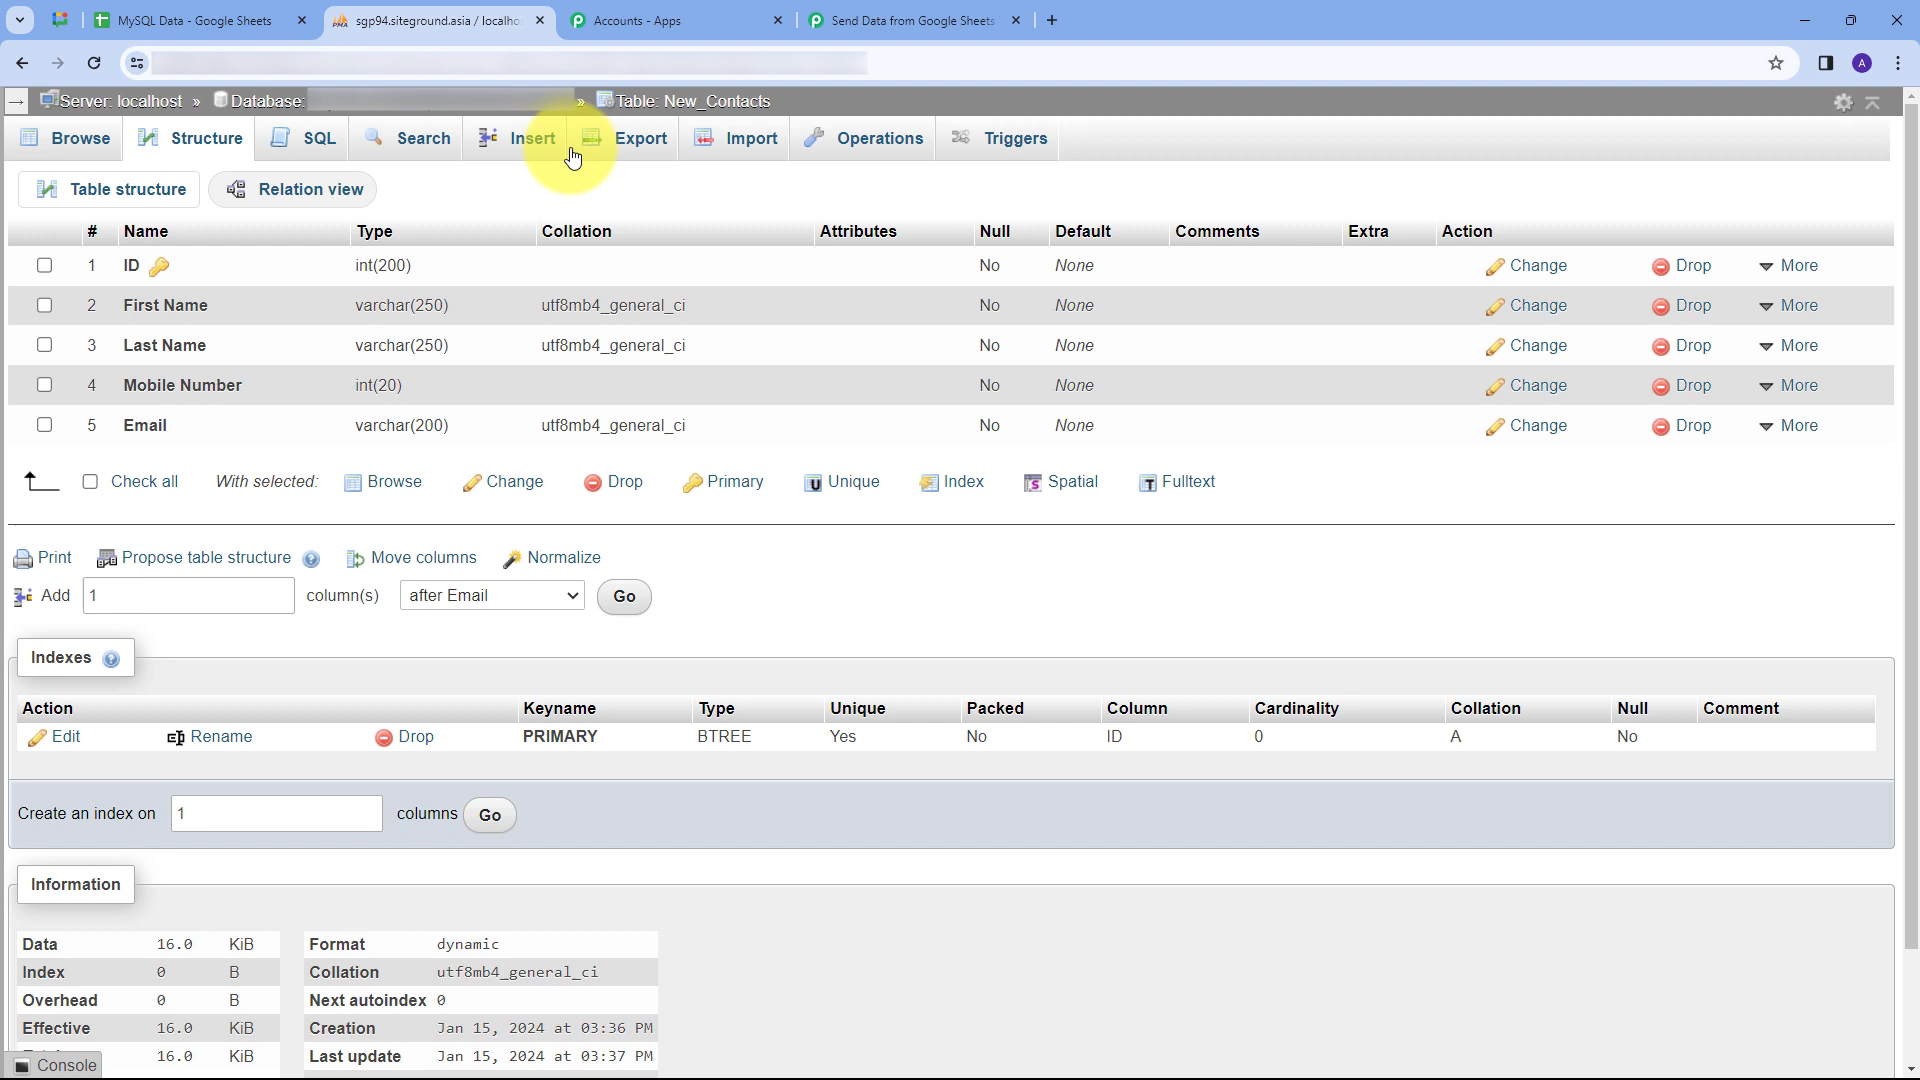 MySQL Data - Google Sheets
sgp94.siteground.asia / localho
Accounts - Apps
Send Data from Google Sheets
A
Server: localhost » Database: » Table: New_Contacts
Browse Structure SQL Search Insert Export Import Operations Triggers
Table structure Relation view
# Name Type Collation Attributes Null Default Comments Extra Action
1 ID int(200) No None Change Drop More
2 First Name varchar(250) utf8mb4_general_ci No None Change Drop More
3 Last Name varchar(250) utf8mb4_general_ci No None Change Drop More
4 Mobile Number int(20) No None Change Drop More
5 Email varchar(200) utf8mb4_general_ci No None Change Drop More
Check all With selected: Browse Change Drop Primary Unique Index Spatial Fulltext
Print Propose table structure Move columns Normalize
Add 1 column(s) after Email Go
Indexes
Action Keyname Type Unique Packed Column Cardinality Collation Null Comment
Edit Rename Drop PRIMARY BTREE Yes No ID 0 A No
Create an index on 1 columns Go
Information
Data 16.0 KiB Format dynamic
Index 0 B Collation utf8mb4_general_ci
Overhead 0 B Next autoindex 0
Effective 16.0 KiB Creation Jan 15, 2024 at 03:36 PM
16.0 KiB Last update Jan 15, 2024 at 03:37 PM
Console